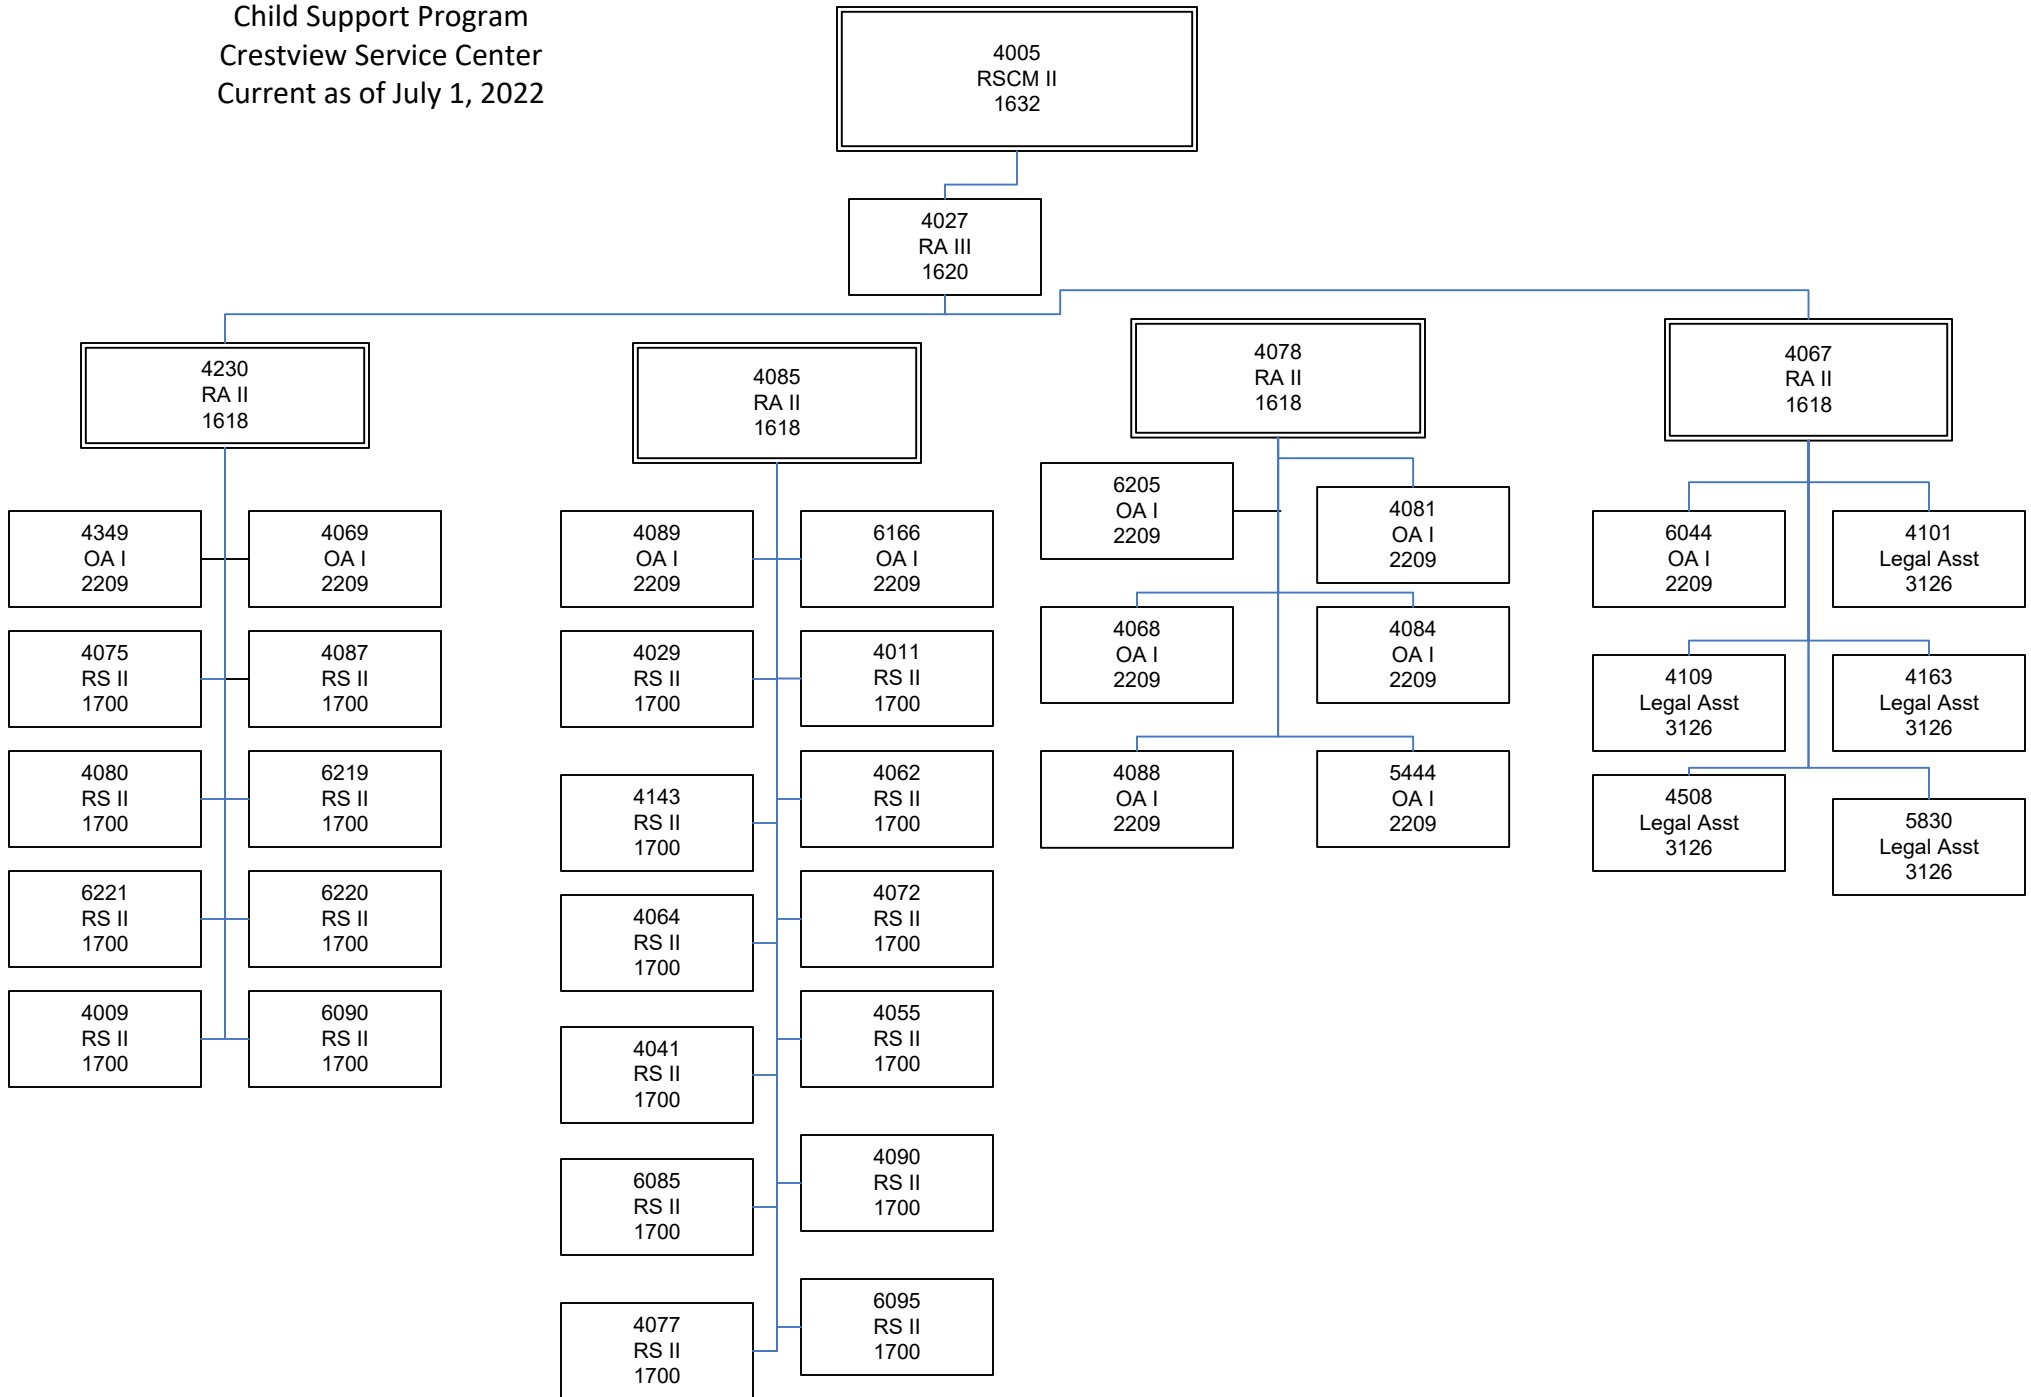 Child Support Program
Crestview Service Center
Current as of July 1, 2022
4005
RSCM II
1632
4027
RA III
1620
4230
RA II
1618
4085
RA II
1618
4078
RA II
1618
4067
RA II
1618
4349
OA I
2209
4069
OA I
2209
4075
RS II
1700
4087
RS II
1700
4080
RS II
1700
6219
RS II
1700
6221
RS II
1700
6220
RS II
1700
4009
RS II
1700
6090
RS II
1700
4089
OA I
2209
6166
OA I
2209
4029
RS II
1700
4011
RS II
1700
4143
RS II
1700
4062
RS II
1700
4064
RS II
1700
4072
RS II
1700
4041
RS II
1700
4055
RS II
1700
6085
RS II
1700
4090
RS II
1700
4077
RS II
1700
6095
RS II
1700
6205
OA I
2209
4081
OA I
2209
4068
OA I
2209
4084
OA I
2209
4088
OA I
2209
5444
OA I
2209
6044
OA I
2209
4101
Legal Asst
3126
4109
Legal Asst
3126
4163
Legal Asst
3126
4508
Legal Asst
3126
5830
Legal Asst
3126